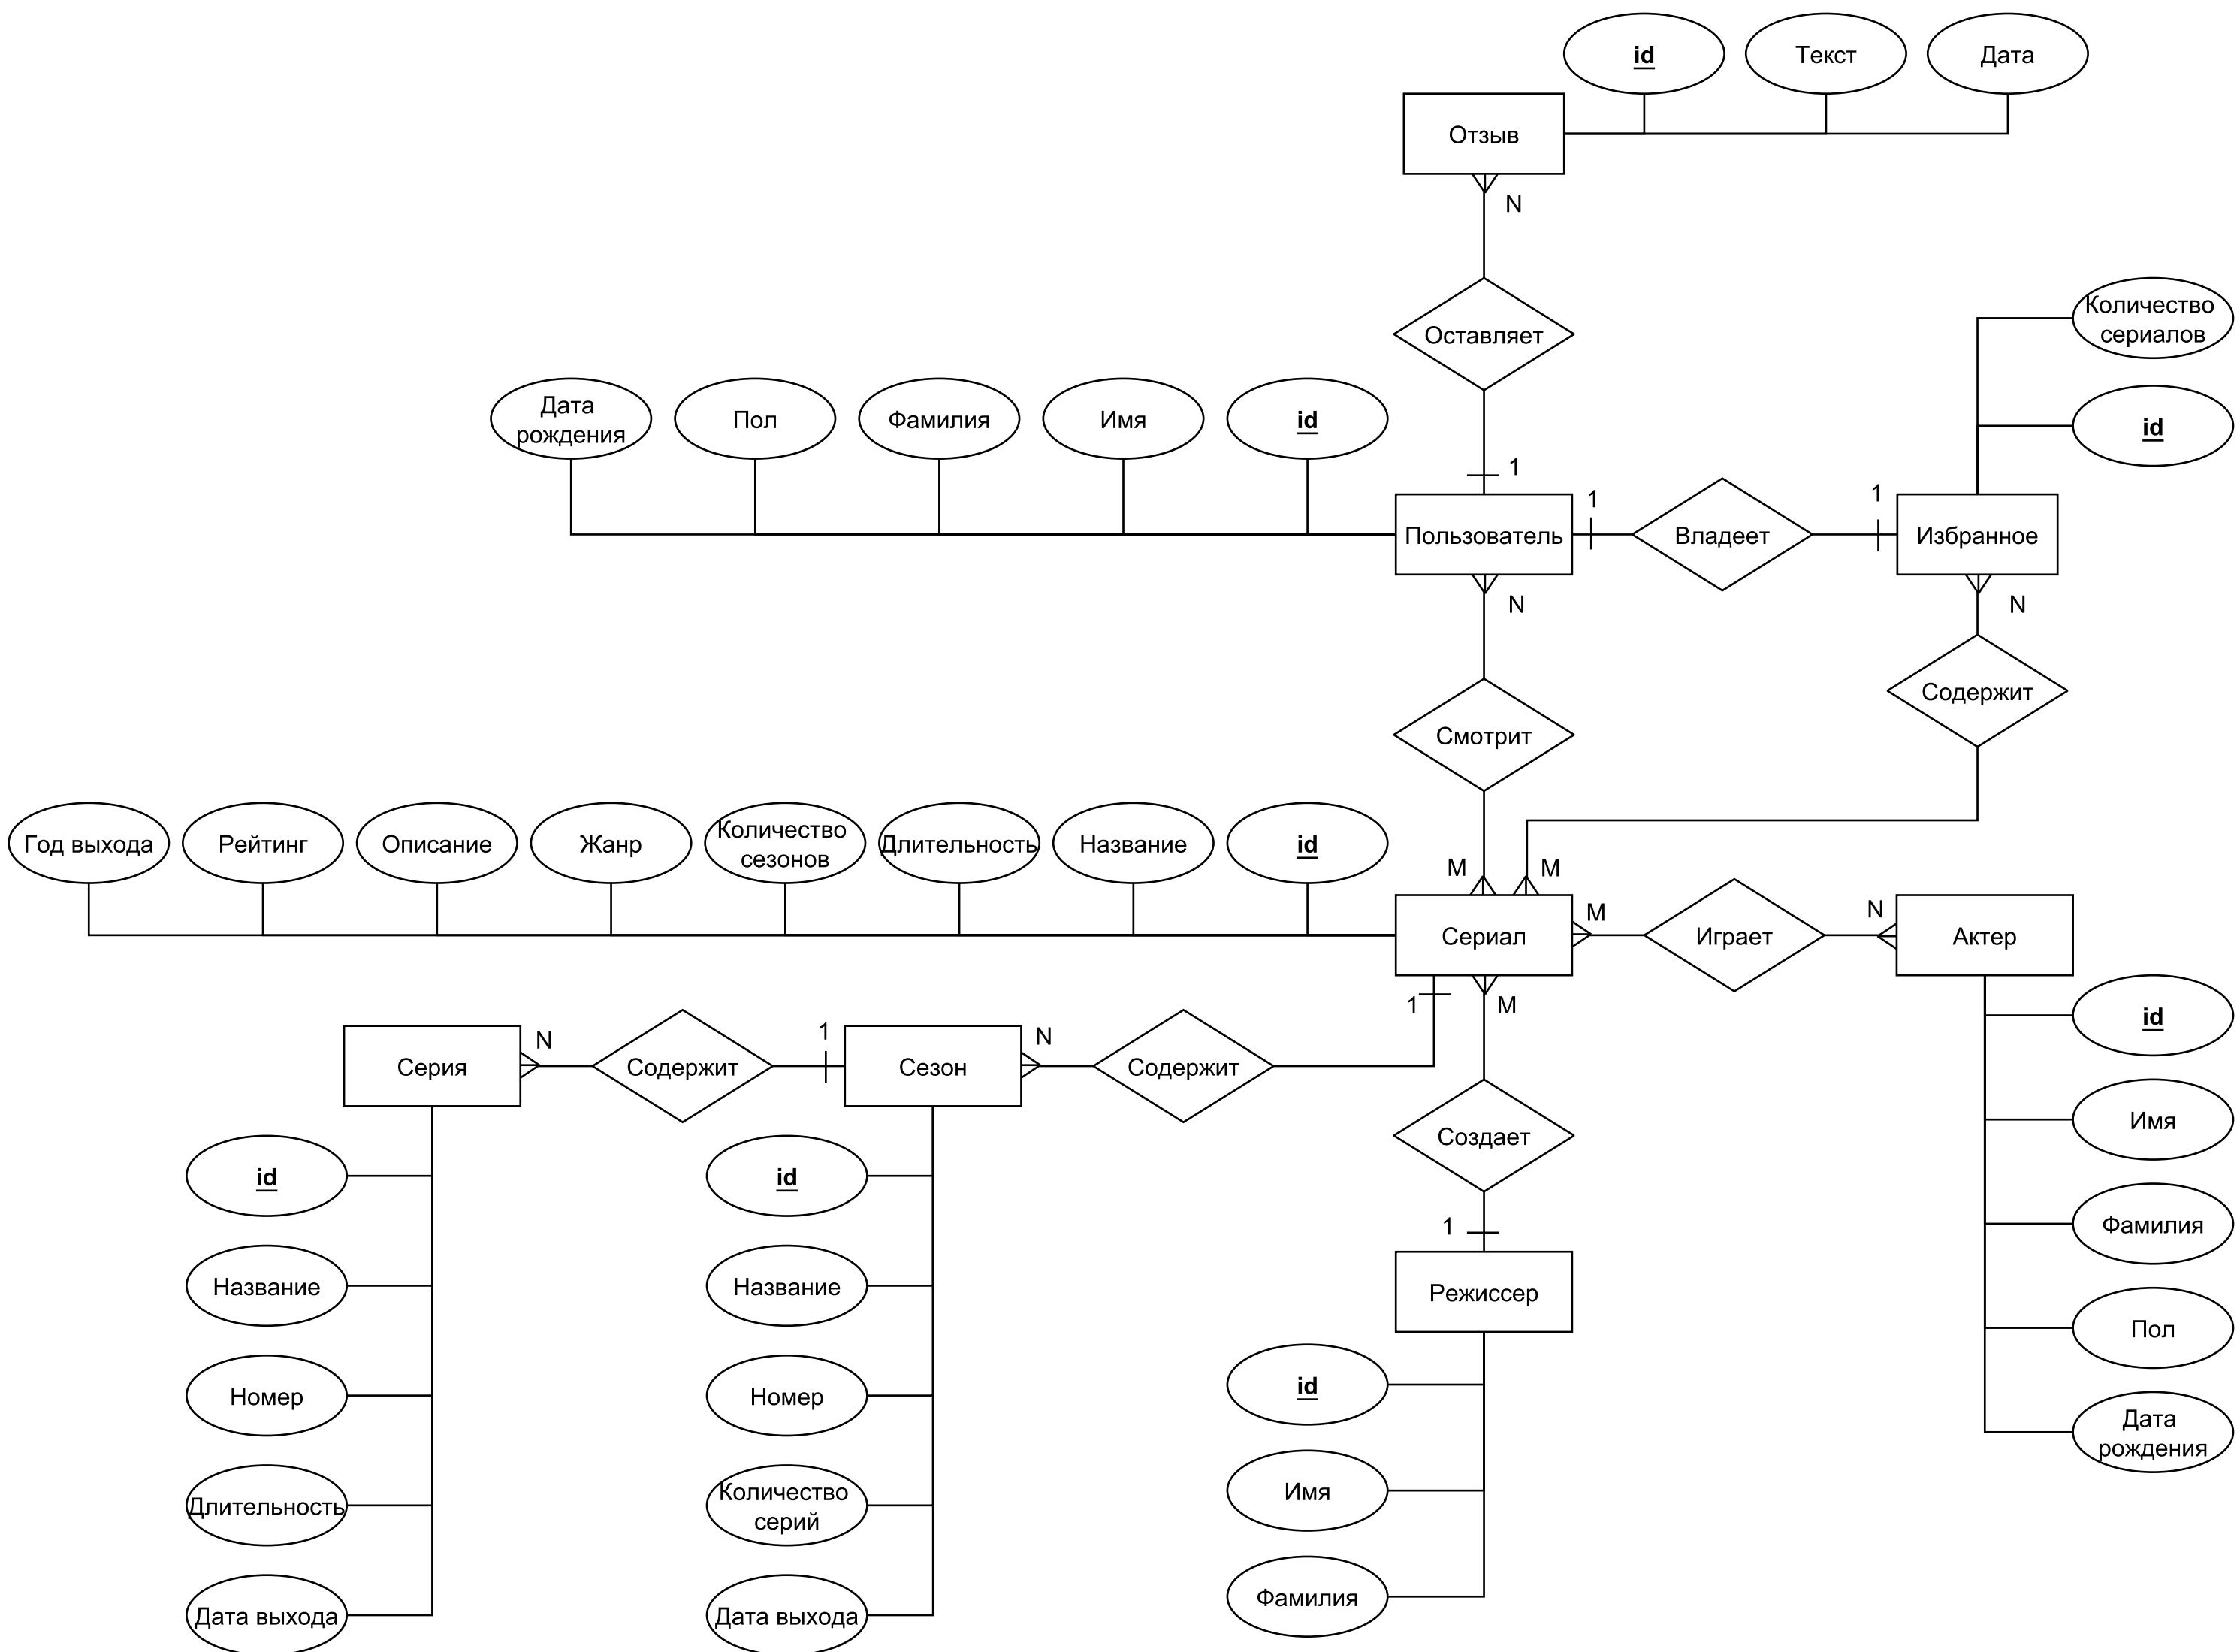 id
Текст
Дата
Отзыв
N
Оставляет
Количество
сериалов
id
Дата
рождения
Пол
Фамилия
Имя
id
1
Пользователь
1
Владеет
1
Избранное
N
N
Содержит
Смотрит
Год выхода
Рейтинг
Описание
Жанр
Количество
сезонов
Длительность
Название
id
M
M
Сериал
M
Играет
N
Актер
1
M
Серия
N
Содержит
1
Сезон
N
Содержит
Создает
1
Режиссер
id
Имя
Фамилия
Пол
Дата
рождения
id
Название
Номер
Длительность
Дата выхода
id
Название
Номер
Количество
серий
Дата выхода
id
Имя
Фамилия